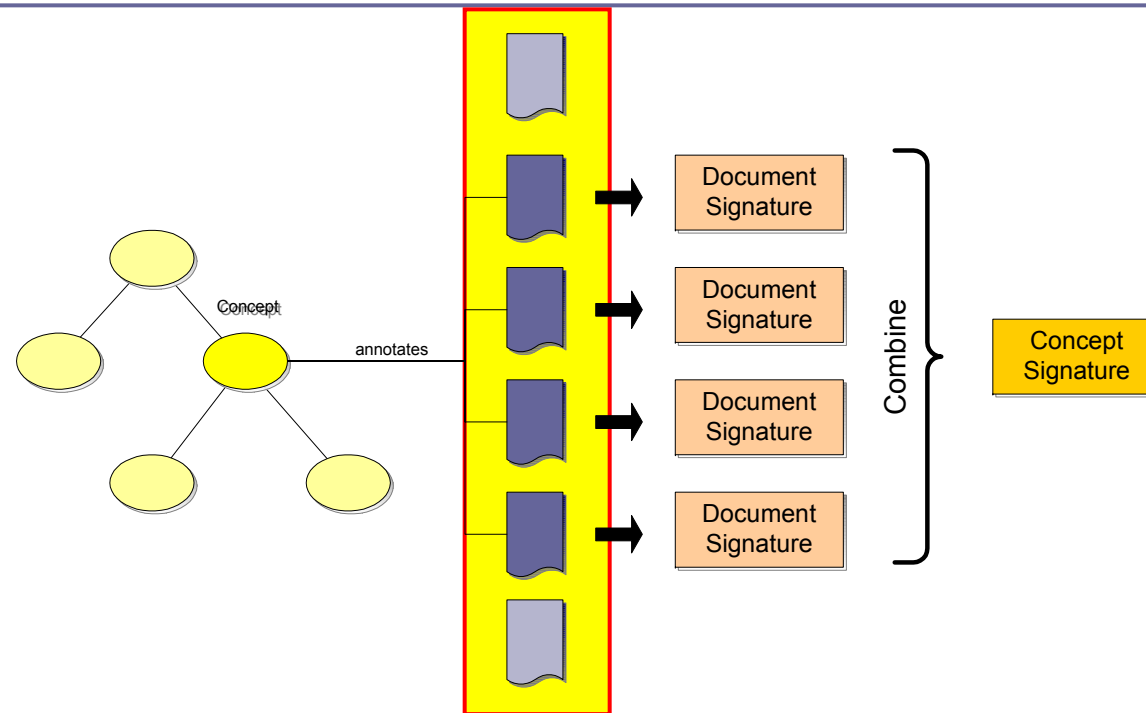 Concept
annotates
Document
Signature
Document
Signature
Document
Signature
Document
Signature
Combine
Concept
Signature